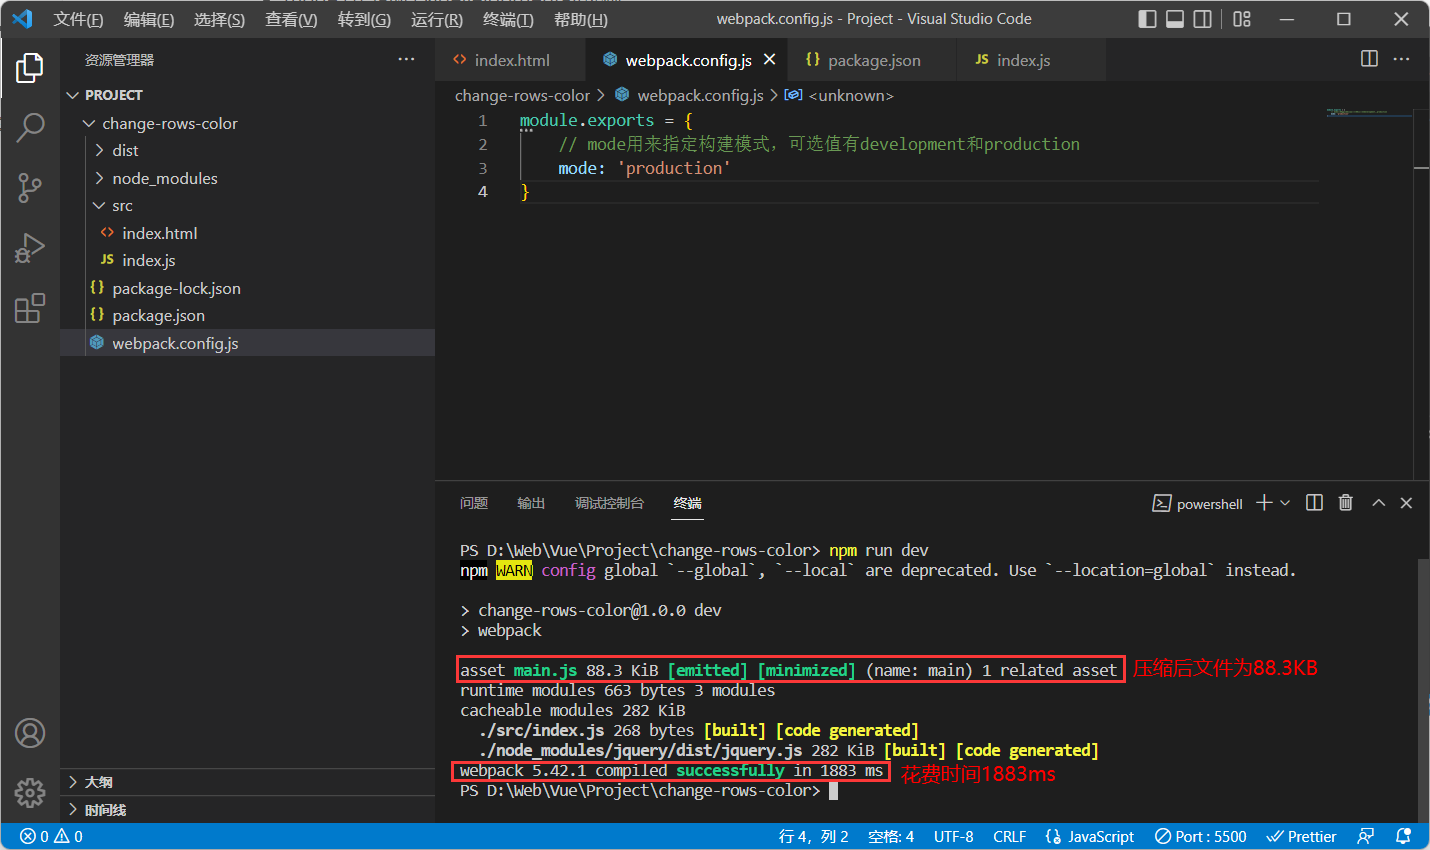 文件(F) 编辑(E) 选择(S) 查看(V) 转到(G) 运行(R) 终端(T) 帮助(H) webpack.config.js - Project - Visual Studio Code
资源管理器 ···
PROJECT
change-rows-color
dist
node_modules
src
<> index.html
JS index.js
{} package-lock.json
{} package.json
webpack.config.js
大纲
时间线
<> index.html webpack.config.js {} package.json JS index.js
change-rows-color > webpack.config.js > <unknown>
1 module.exports = {
2 // mode用来指定构建模式，可选值有development和production
3 mode: 'production'
4 }
问题 输出 调试控制台 终端 powershell
PS D:\Web\Vue\Project\change-rows-color> npm run dev
npm WARN config global `--global`, `--local` are deprecated. Use `--location=global` instead.
> change-rows-color@1.0.0 dev
> webpack
asset main.js 88.3 KiB [emitted] [minimized] (name: main) 1 related asset 压缩后文件为88.3KB
runtime modules 663 bytes 3 modules
cacheable modules 282 KiB
./src/index.js 268 bytes [built] [code generated]
./node_modules/jquery/dist/jquery.js 282 KiB [built] [code generated]
webpack 5.42.1 compiled successfully in 1883 ms 花费时间1883ms
PS D:\Web\Vue\Project\change-rows-color>
0 0 行 4，列 2 空格: 4 UTF-8 CRLF {} JavaScript Port : 5500 Prettier